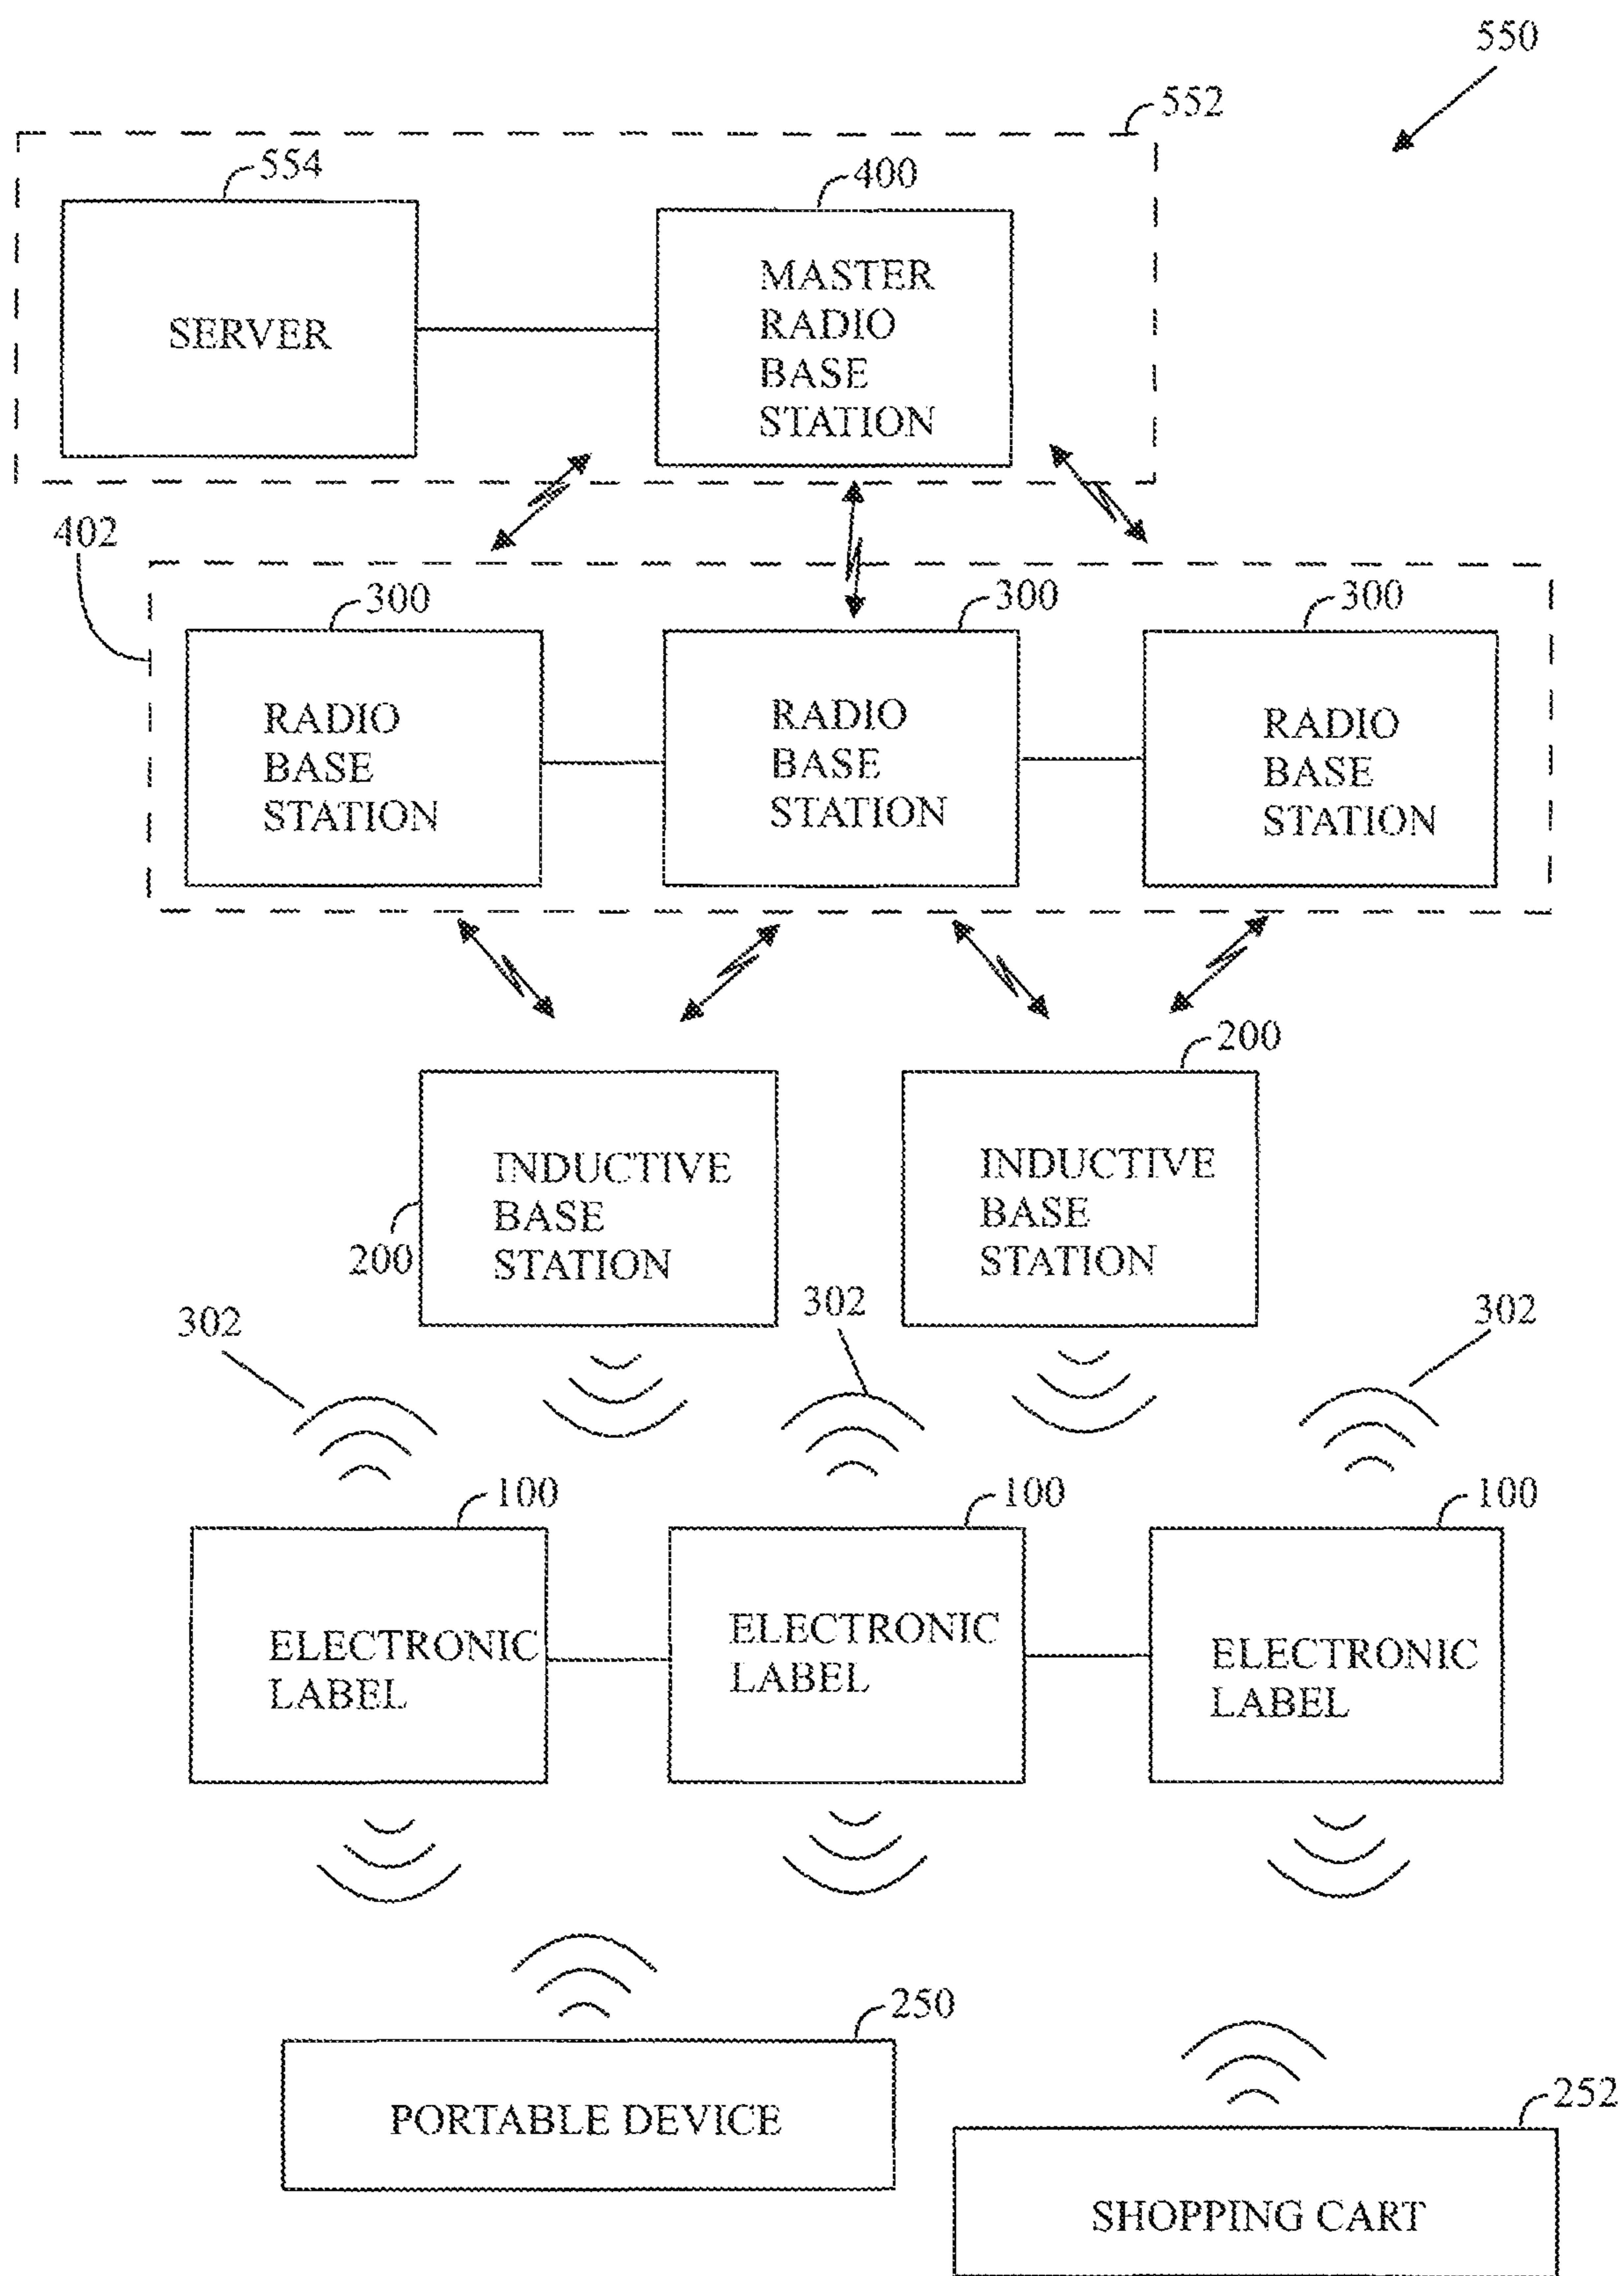 550
552
554
400
SERVER
MASTER
RADIO
BASE
STATION
402
300
300
300
RADIO
BASE
STATION
RADIO
BASE
STATION
RADIO
BASE
STATION
200
INDUCTIVE
BASE
STATION
200
INDUCTIVE
BASE
STATION
302
302
302
100
100
100
ELECTRONIC
LABEL
ELECTRONIC
LABEL
ELECTRONIC
LABEL
250
PORTABLE DEVICE
252
SHOPPING CART